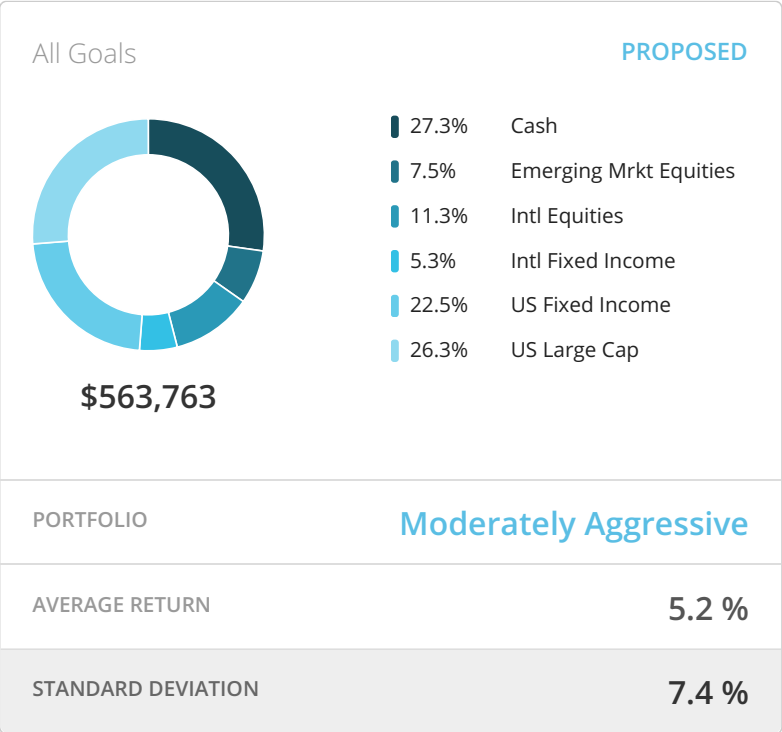 All Goals PROPOSED
27.3% Cash
7.5% Emerging Mrkt Equities
11.3% Intl Equities
5.3% Intl Fixed Income
22.5% US Fixed Income
26.3% US Large Cap
$563,763
PORTFOLIO Moderately Aggressive
AVERAGE RETURN 5.2 %
STANDARD DEVIATION 7.4 %